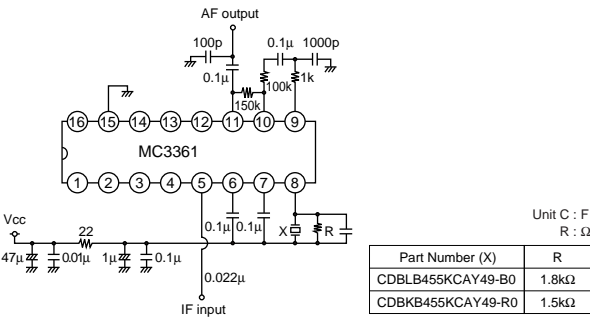 AF output
100p
0.1μ
1000p
0.1μ
100k
1k
150k
16 15 14 13 12 11 10 9
MC3361
1 2 3 4 5 6 7 8
Vcc
22
0.1μ
0.1μ
X
R
47μ
0.01μ
1μ
0.1μ
0.022μ
IF input
Unit C : F
R : Ω
Part Number (X) R
CDBLB455KCAY49-B0 1.8kΩ
CDBKB455KCAY49-R0 1.5kΩ